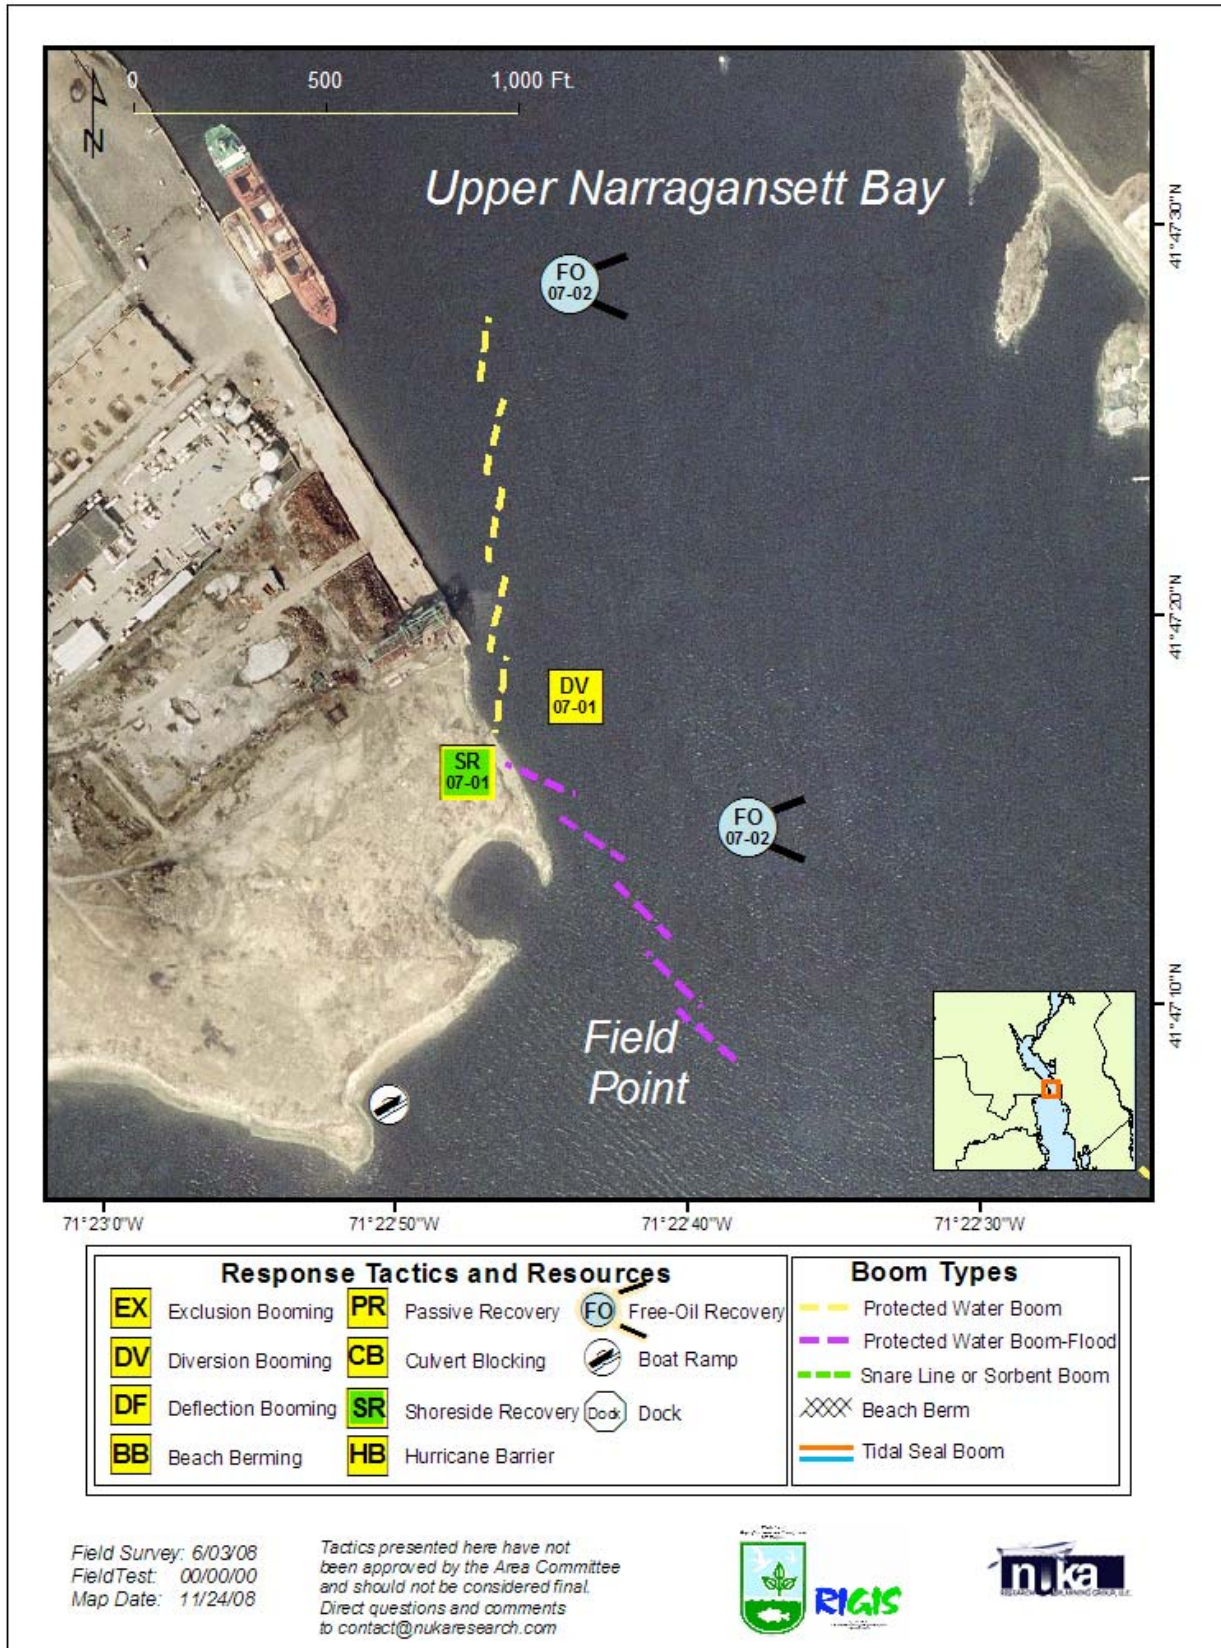 0 500 1,000 Ft.
N
Upper Narragansett Bay
FO
07-02
41°47'30"N
41°47'20"N
DV
07-01
SR
07-01
FO
07-02
41°47'10"N
Field
Point
71°23'0"W 71°22'50"W 71°22'40"W 71°22'30"W
Response Tactics and Resources
EX Exclusion Booming PR Passive Recovery FO Free-Oil Recovery
DV Diversion Booming CB Culvert Blocking Boat Ramp
DF Deflection Booming SR Shoreside Recovery Dock Dock
BB Beach Berming HB Hurricane Barrier
Boom Types
Protected Water Boom
Protected Water Boom-Flood
Snare Line or Sorbent Boom
Beach Berm
Tidal Seal Boom
Field Survey: 6/03/08
FieldTest: 00/00/00
Map Date: 11/24/08
Tactics presented here have not
been approved by the Area Committee
and should not be considered final.
Direct questions and comments
to contact@nukaresearch.com
RIGIS
nuka